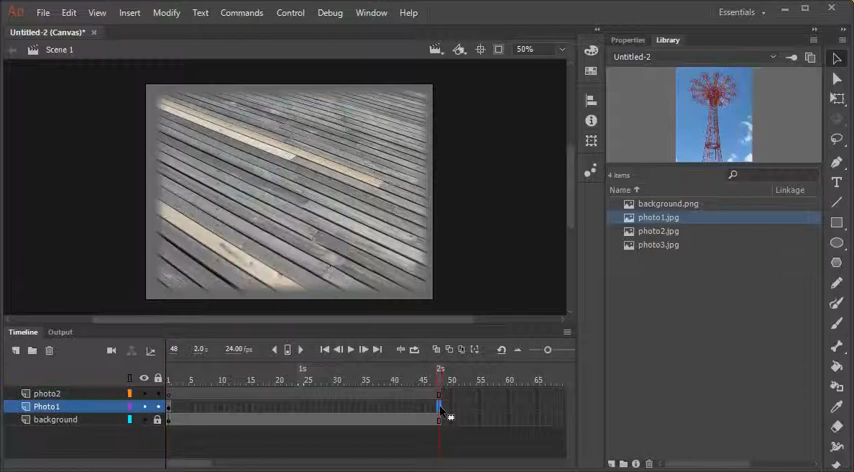 An File Edit View Insert Modify Text Commands Control Debug Window Help Essentials
Untitled-2 (Canvas)* ×
Scene 1 50%
Properties Library
Untitled-2
4 items
Name Linkage
background.png
photo1.jpg
photo2.jpg
photo3.jpg
Timeline Output
48 2.0s 24.00 fps
1s 2s
1 5 10 15 20 25 30 35 40 45 50 55 60 65
photo2
Photo1
background